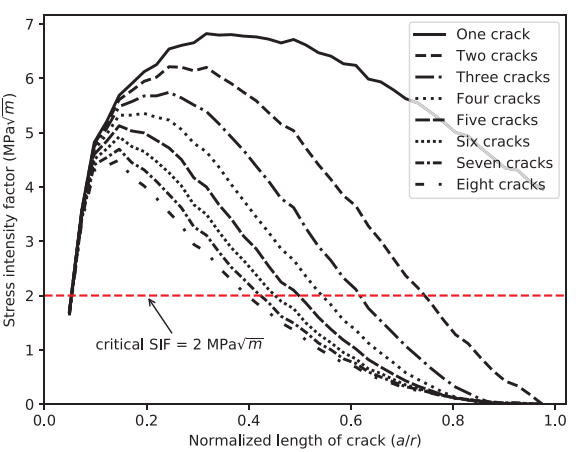 7
6
5
4
3
2
1
0
Stress intensity factor (MPa√m)
One crack
Two cracks
Three cracks
Four cracks
Five cracks
Six cracks
Seven cracks
Eight cracks
critical SIF = 2 MPa√m
0.0 0.2 0.4 0.6 0.8 1.0
Normalized length of crack (a/r)